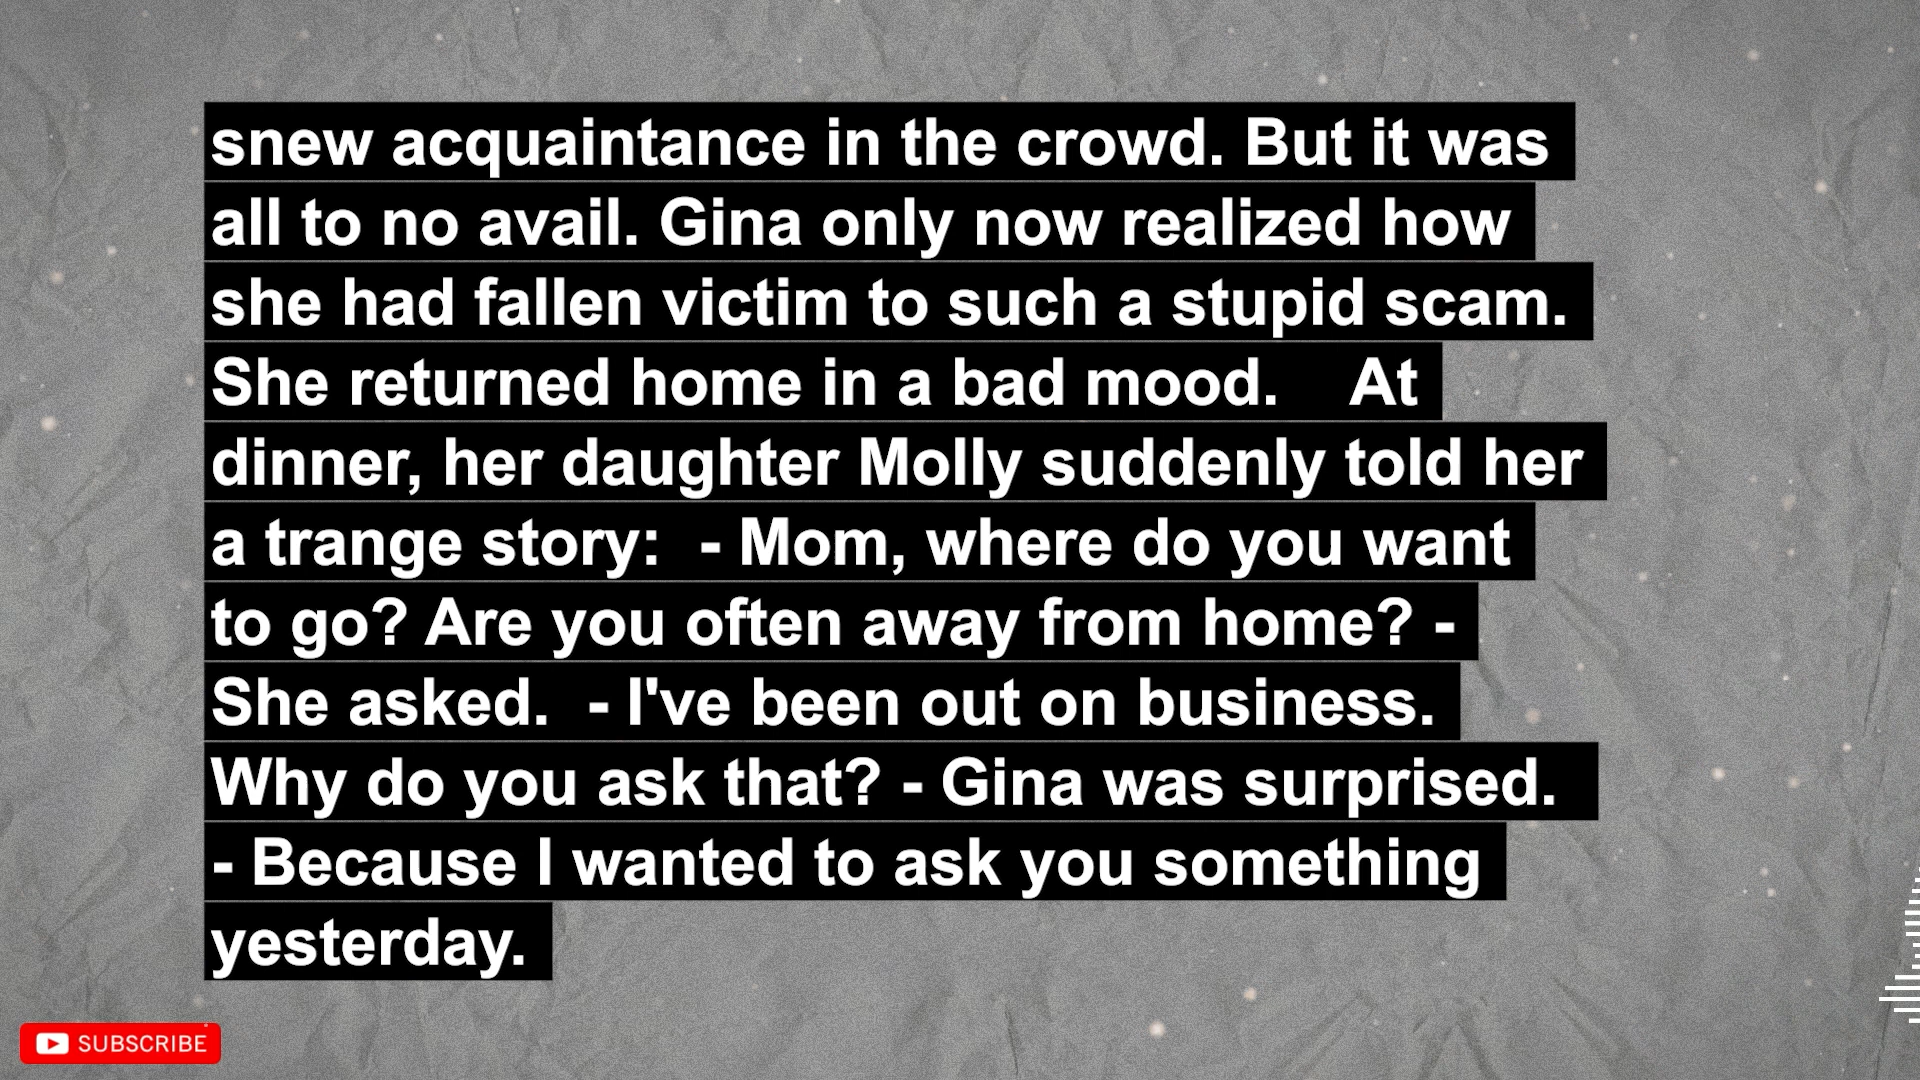 snew acquaintance in the crowd. But it was
all to no avail. Gina only now realized how
she had fallen victim to such a stupid scam.
She returned home in a bad mood.    At
dinner, her daughter Molly suddenly told her
a trange story:  - Mom, where do you want
to go? Are you often away from home? -
She asked.  - I've been out on business.
Why do you ask that? - Gina was surprised.
- Because I wanted to ask you something
yesterday.
SUBSCRIBE